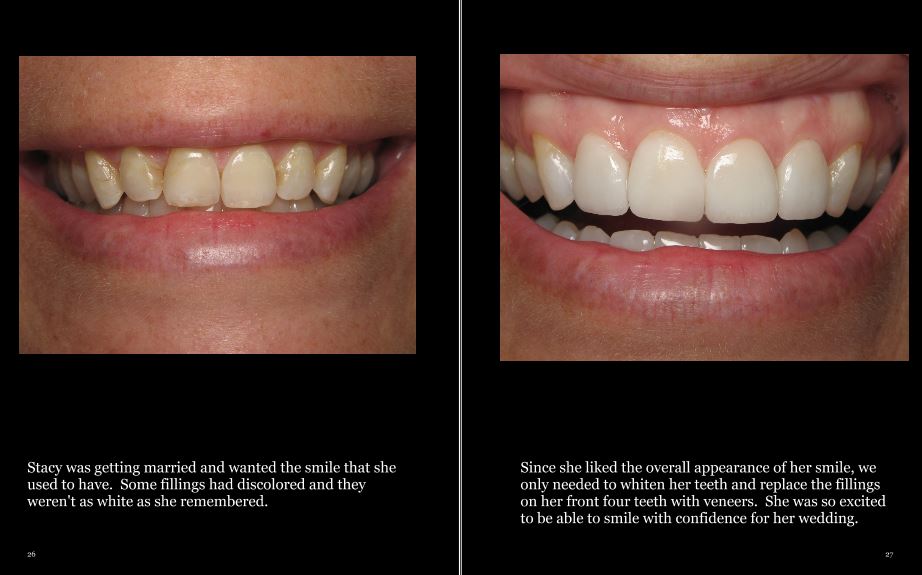 Stacy was getting married and wanted the smile that she
used to have.  Some fillings had discolored and they
weren't as white as she remembered.
26
Since she liked the overall appearance of her smile, we
only needed to whiten her teeth and replace the fillings
on her front four teeth with veneers.  She was so excited
to be able to smile with confidence for her wedding.
27